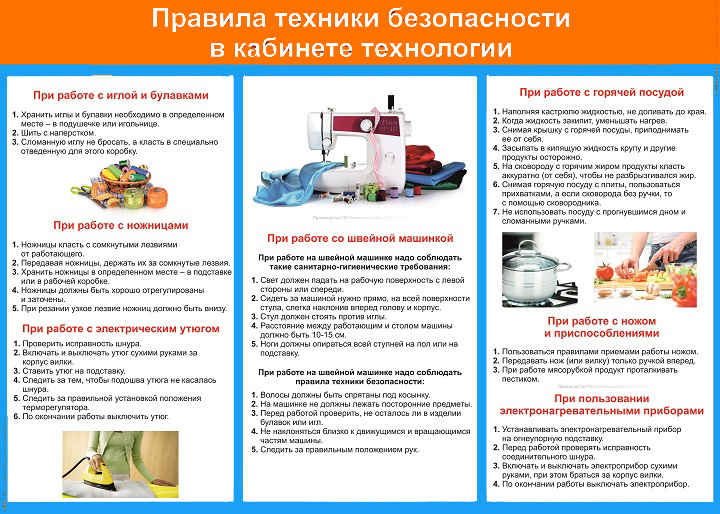 Правила техники безопасности
в кабинете технологии
При работе с иглой и булавками
1. Хранить иглы и булавки необходимо в определенном
месте – в подушечке или игольнице.
2. Шить с наперстком.
3. Сломанную иглу не бросать, а класть в специально
отведенную для этого коробку.
При работе с ножницами
1. Ножницы класть с сомкнутыми лезвиями
от работающего.
2. Передавая ножницы, держать их за сомкнутые лезвия.
3. Хранить ножницы в определенном месте – в подставке
или в рабочей коробке.
4. Ножницы должны быть хорошо отрегулированы
и заточены.
5. При резании узкое лезвие ножниц должно быть внизу.
При работе с электрическим утюгом
1. Проверить исправность шнура.
2. Включать и выключать утюг сухими руками за
корпус вилки.
3. Ставить утюг на подставку.
4. Следить за тем, чтобы подошва утюга не касалась
шнура.
5. Следить за правильной установкой положения
терморегулятора.
6. По окончании работы выключить утюг.
При работе со швейной машинкой
При работе на швейной машинке надо соблюдать
такие санитарно-гигиенические требования:
1. Свет должен падать на рабочую поверхность с левой
стороны или спереди.
2. Сидеть за машиной нужно прямо, на всей поверхности
стула, слегка наклонив вперед голову и корпус.
3. Стул должен стоять против иглы.
4. Расстояние между работающим и столом машины
должно быть 10-15 см.
5. Ноги должны опираться всей ступней на пол или на
подставку.
При работе на швейной машинке надо соблюдать
правила техники безопасности:
1. Волосы должны быть спрятаны под косынку.
2. На машинке не должны лежать посторонние предметы.
3. Перед работой проверить, не осталось ли в изделии
булавок или игл.
4. Не наклоняться близко к движущимся и вращающимся
частям машины.
5. Следить за правильным положением рук.
При работе с горячей посудой
1. Наполняя кастрюлю жидкостью, не доливать до края.
2. Когда жидкость закипит, уменьшать нагрев.
3. Снимая крышку с горячей посуды, приподнимать
ее от себя.
4. Засыпать в кипящую жидкость крупу и другие
продукты осторожно.
5. На сковороду с горячим жиром продукты класть
аккуратно (от себя), чтобы не разбрызгивался жир.
6. Снимая горячую посуду с плиты, пользоваться
прихватками, а если сковорода без ручки, то
с помощью сковородника.
7. Не использовать посуду с прогнувшимся дном и
сломанными ручками.
При работе с ножом
и приспособлениями
1. Пользоваться правилами приемами работы ножом.
2. Передавать нож (или вилку) только ручкой вперед.
3. При работе мясорубкой продукт проталкивать
пестиком.
При пользовании
электронагревательными приборами
1. Устанавливать электронагревательный прибор
на огнеупорную подставку.
2. Перед работой проверять исправность
соединительного шнура.
3. Включать и выключать электроприбор сухими
руками, при этом браться за корпус вилки.
4. По окончании работы выключать электроприбор.